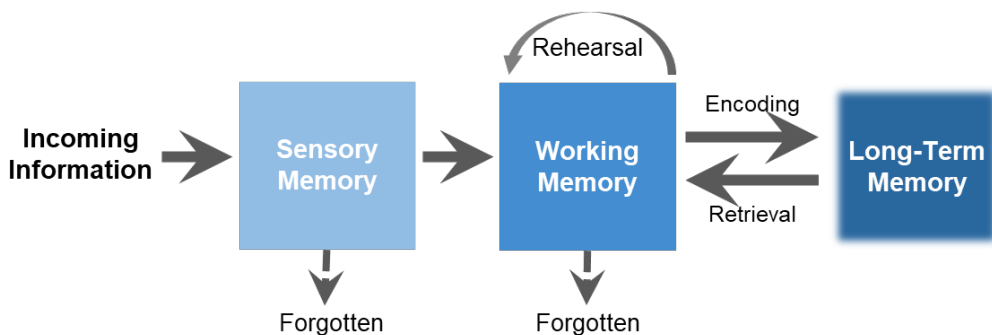 Rehearsal
Incoming
Information
Sensory
Memory
Working
Memory
Encoding
Retrieval
Long-Term
Memory
Forgotten
Forgotten